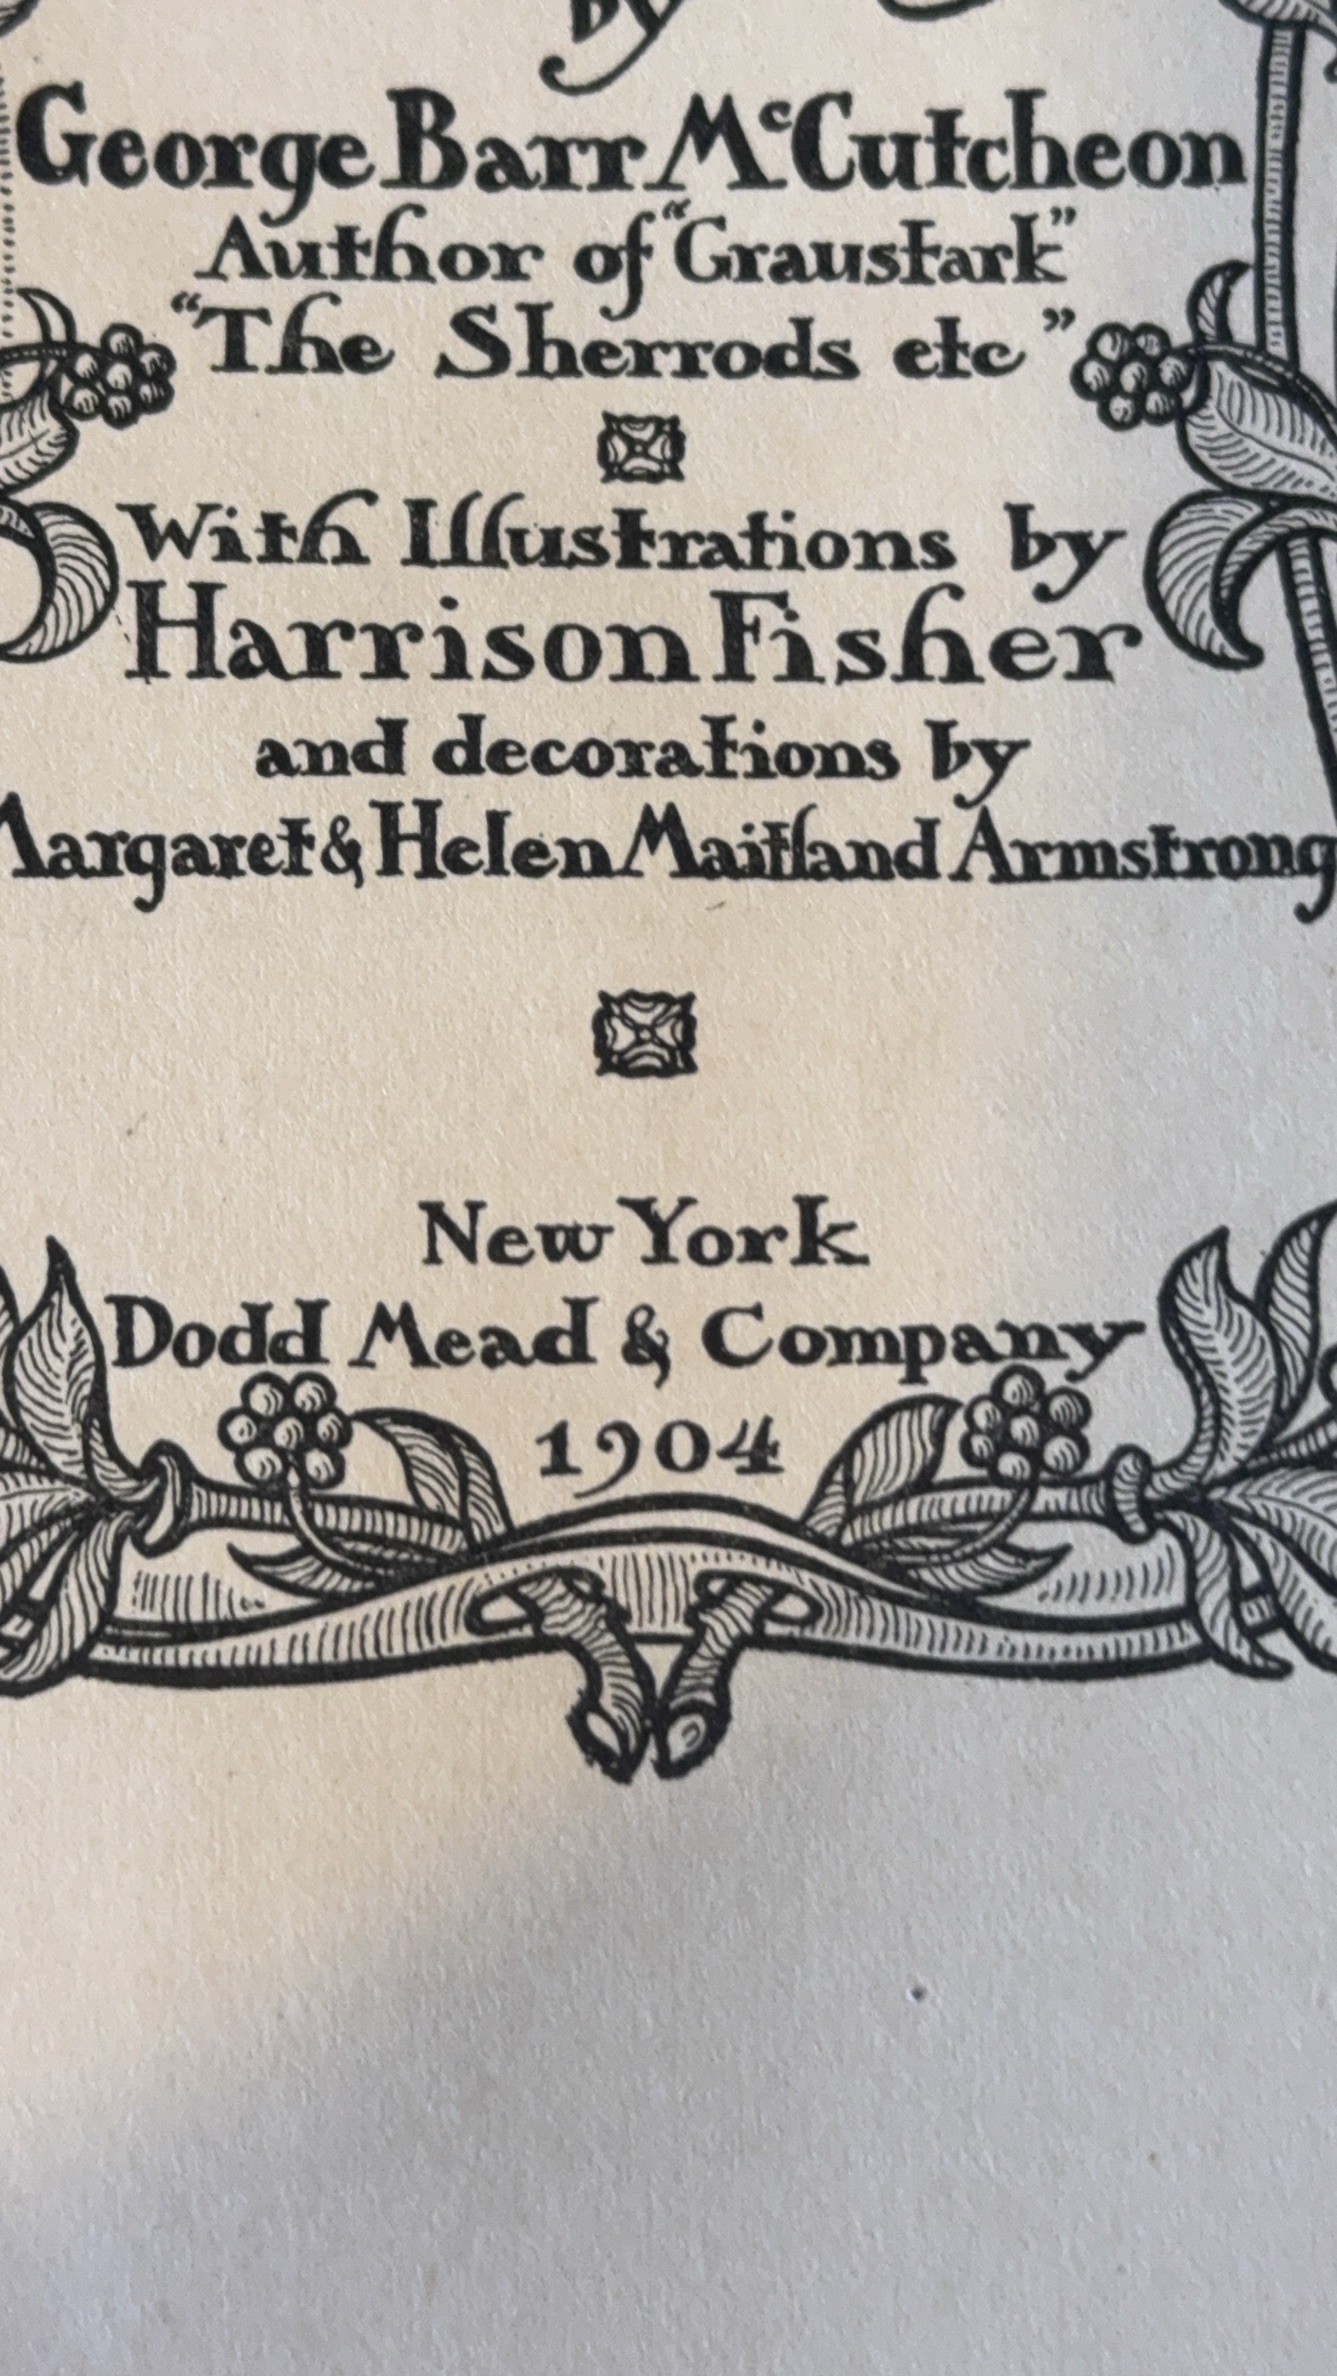 by
George Barr McCutcheon
Author of "Graustark"
"The Sherrods etc"
With Illustrations by
Harrison Fisher
and decorations by
Margaret & Helen Maitland Armstrong
New York
Dodd Mead & Company
1904